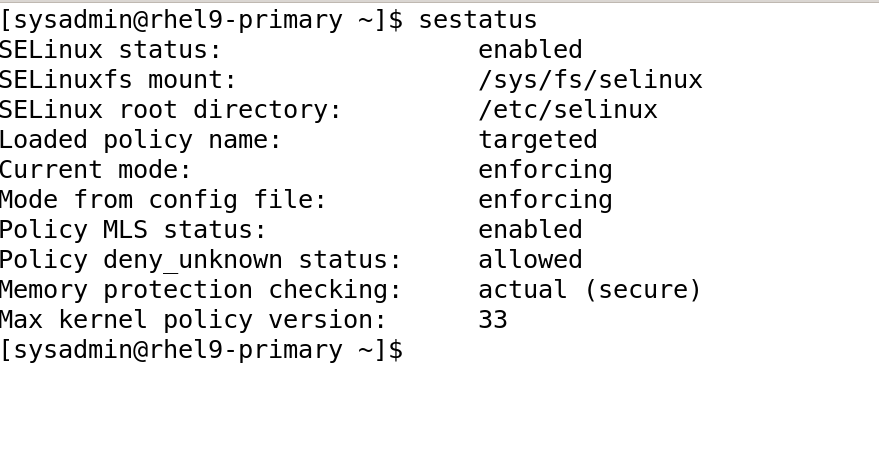 [sysadmin@rhel9-primary ~]$ sestatus
SELinux status:                 enabled
SELinuxfs mount:                /sys/fs/selinux
SELinux root directory:         /etc/selinux
Loaded policy name:             targeted
Current mode:                   enforcing
Mode from config file:          enforcing
Policy MLS status:              enabled
Policy deny_unknown status:     allowed
Memory protection checking:     actual (secure)
Max kernel policy version:      33
[sysadmin@rhel9-primary ~]$